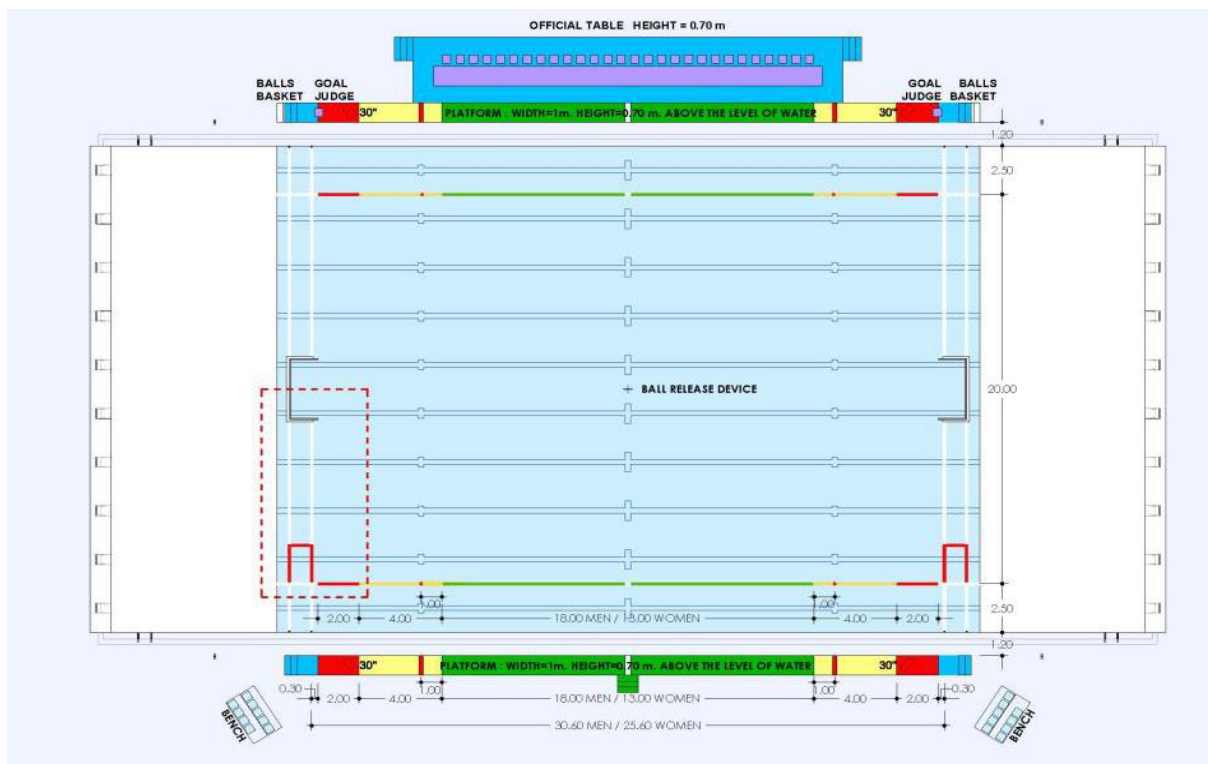 OFFICIAL TABLE HEIGHT = 0.70 m
BALLS BASKET
GOAL JUDGE
GOAL JUDGE
BALLS BASKET
30"
PLATFORM : WIDTH=1m. HEIGHT=0.70 m. ABOVE THE LEVEL OF WATER
30"
1.20
2.50
BALL RELEASE DEVICE
20.00
1.00
1.00
2.00
4.00
18.00 MEN / 13.00 WOMEN
4.00
2.00
2.50
1.20
30"
PLATFORM : WIDTH=1m. HEIGHT=0.70 m. ABOVE THE LEVEL OF WATER
30"
0.30
2.00
4.00
1.00
18.00 MEN / 13.00 WOMEN
1.00
4.00
2.00
0.30
BENCH
30.60 MEN / 25.60 WOMEN
BENCH